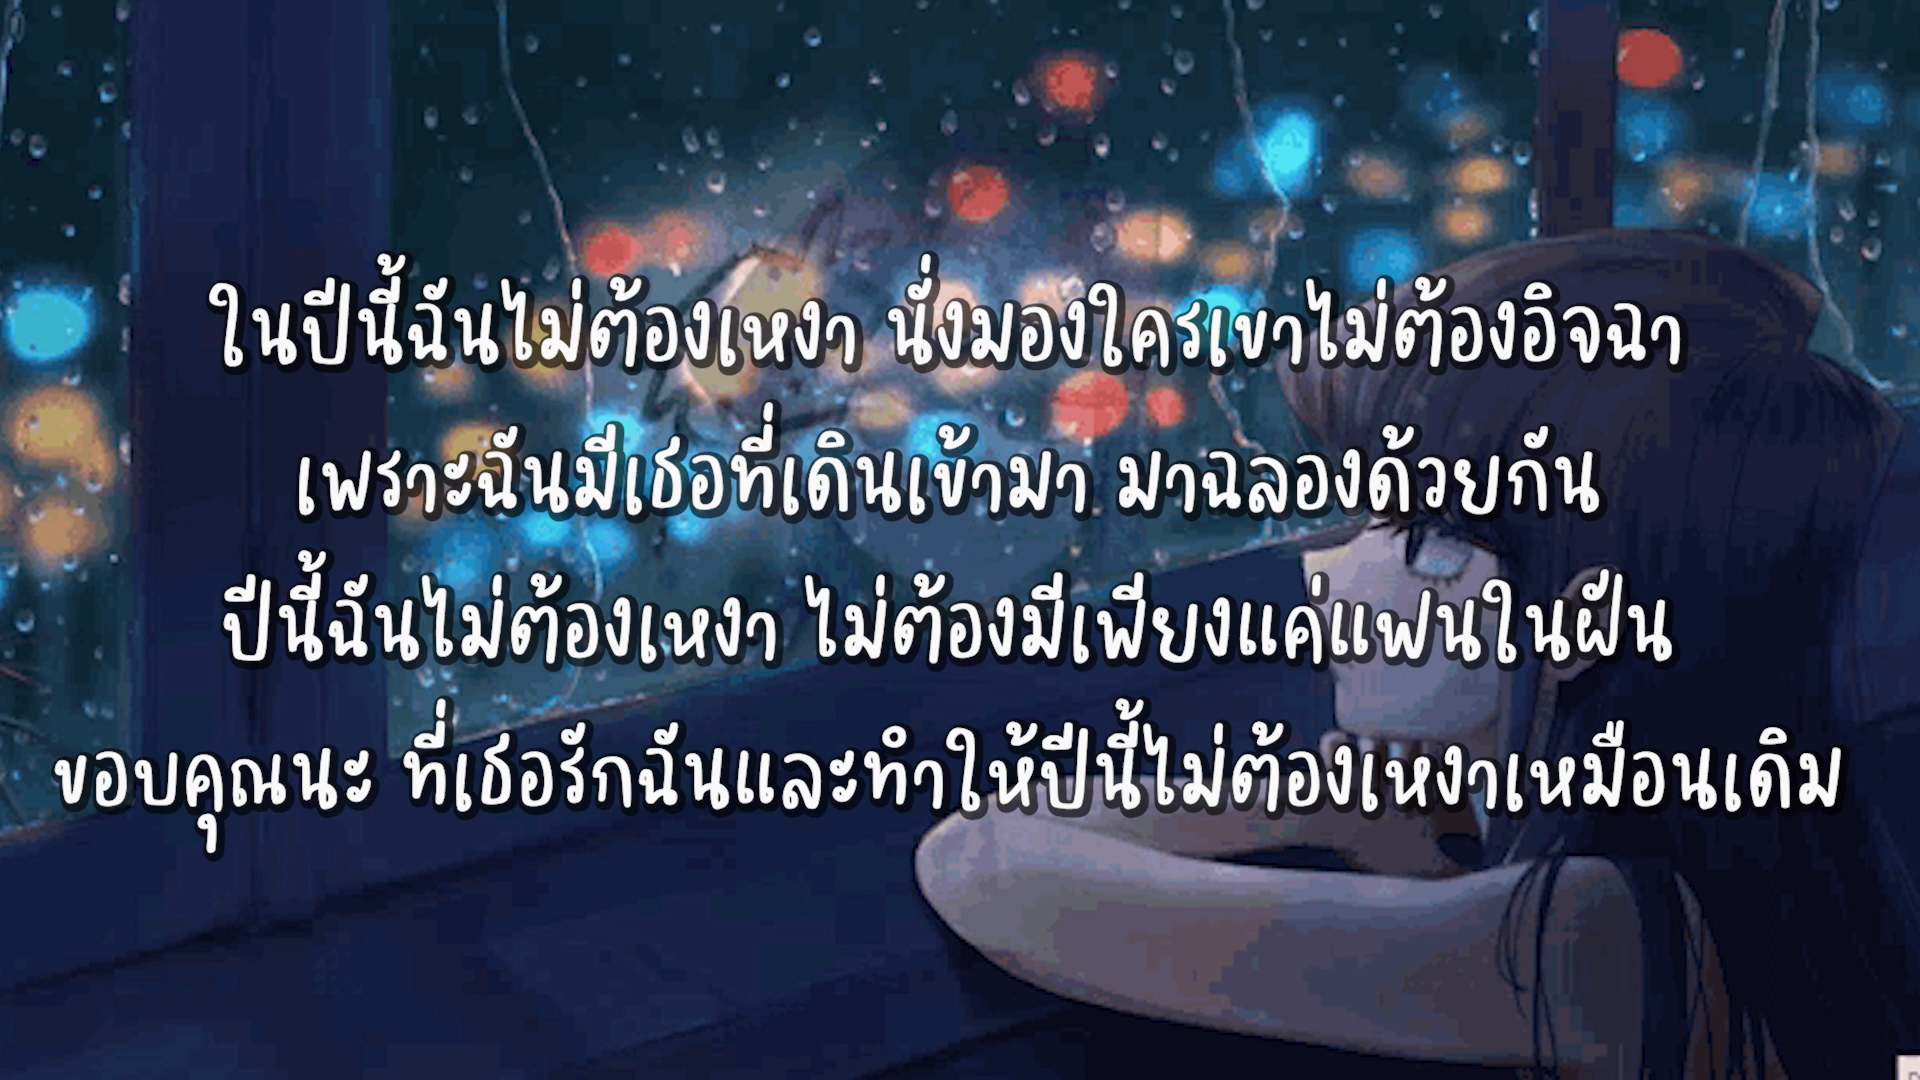 ในปีนี้ฉันไม่ต้องเหงา นั่งมองใครเขาไม่ต้องอิจฉา
เพราะฉันมีเธอที่เดินเข้ามา มาฉลองด้วยกัน
ปีนี้ฉันไม่ต้องเหงา ไม่ต้องมีเพียงแค่แฟนในฝัน
ขอบคุณนะ ที่เธอรักฉันและทำให้ปีนี้ไม่ต้องเหงาเหมือนเดิม